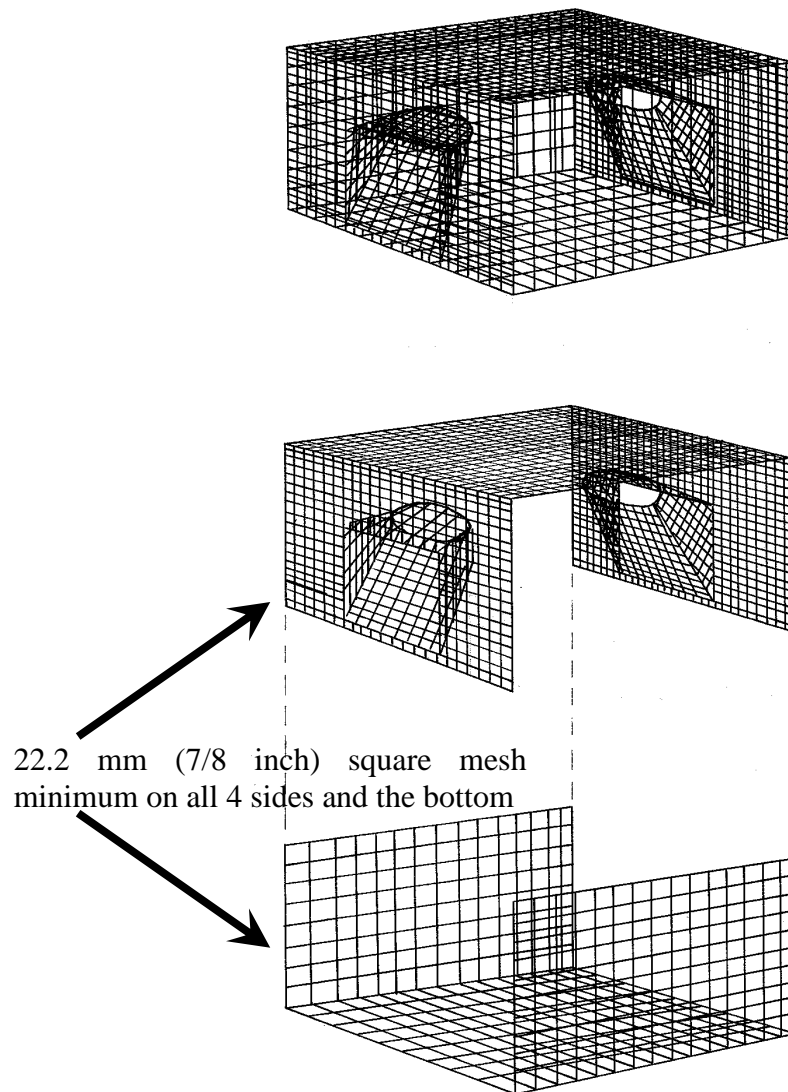 22.2 mm (7/8 inch) square mesh
minimum on all 4 sides and the bottom